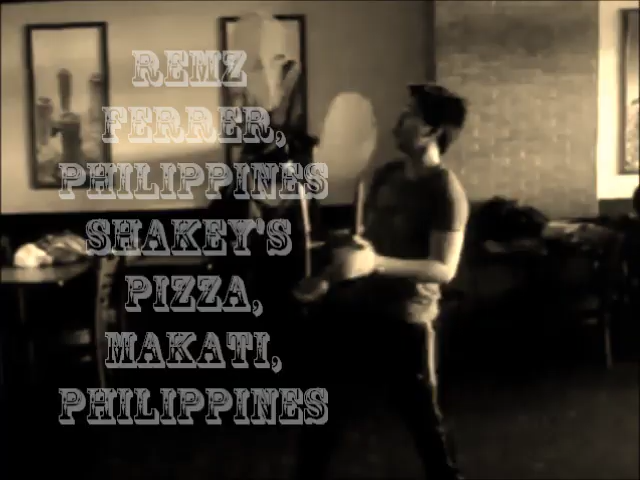 REMZ
FERRER,
PHILIPPINES
SHAKEY'S
PIZZA,
MAKATI,
PHILIPPINES